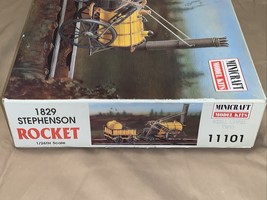 MINICRAFT
MODEL KITS
1829
STEPHENSON
ROCKET
1/26TH Scale
MINICRAFT
MODEL KITS
11101